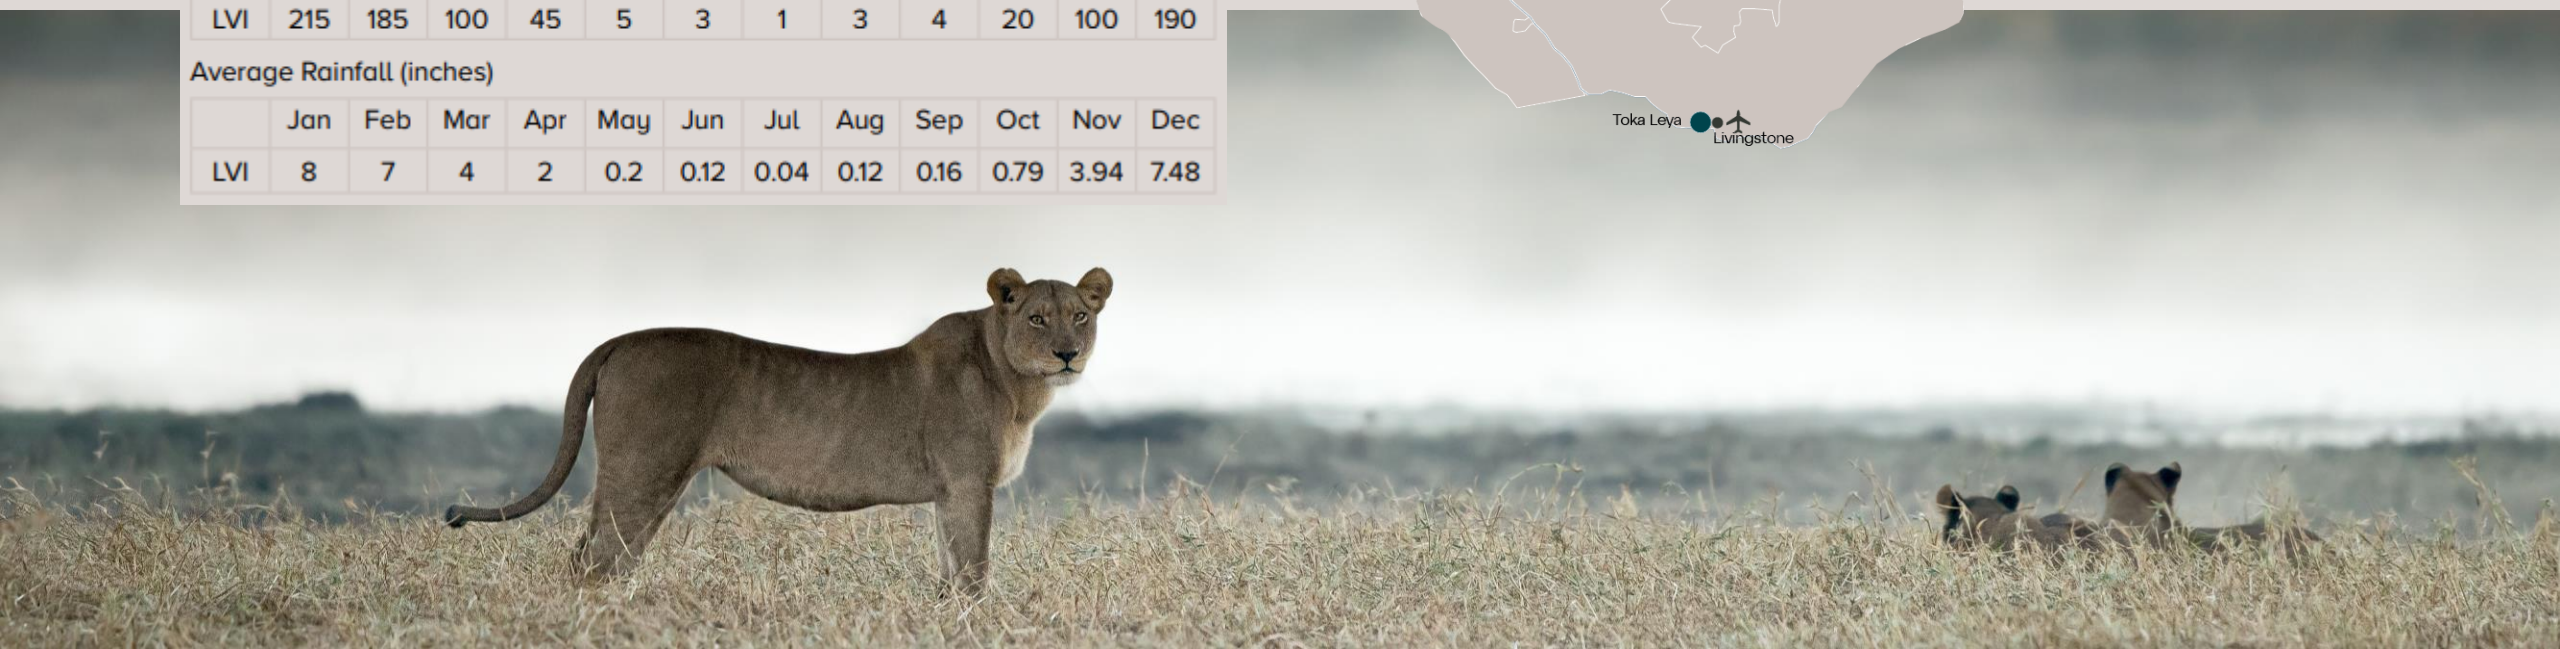 LVI 215 185 100 45 5 3 1 3 4 20 100 190
Average Rainfall (inches)
Jan Feb Mar Apr May Jun Jul Aug Sep Oct Nov Dec
LVI 8 7 4 2 0.2 0.12 0.04 0.12 0.16 0.79 3.94 7.48
Toka Leya
Livingstone